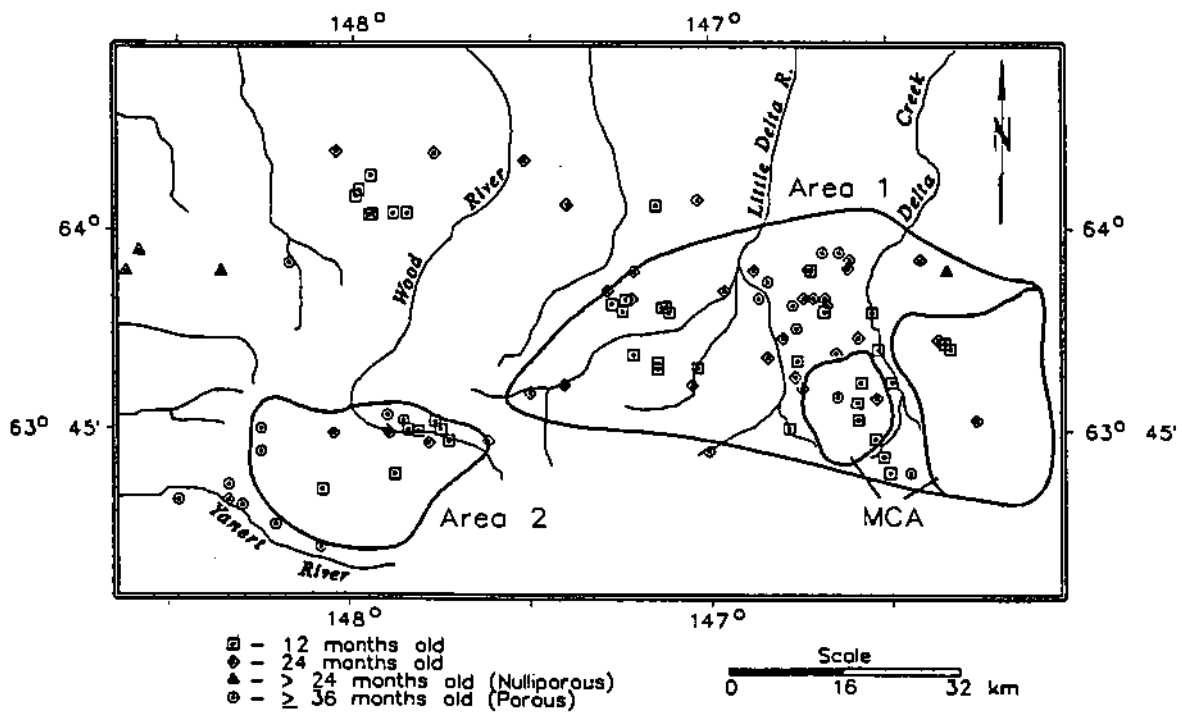 148° 147°
N
Little Delta R.
Creek
Delta
Area 1
River
Wood
64° 64°
63° 45' 63° 45'
Area 2
MCA
Yanert
River
148° 147°
⊡ - 12 months old
◈ - 24 months old
▲ - > 24 months old (Nulliparous)
⊙ - ≥ 36 months old (Porous)
Scale
0 16 32 km